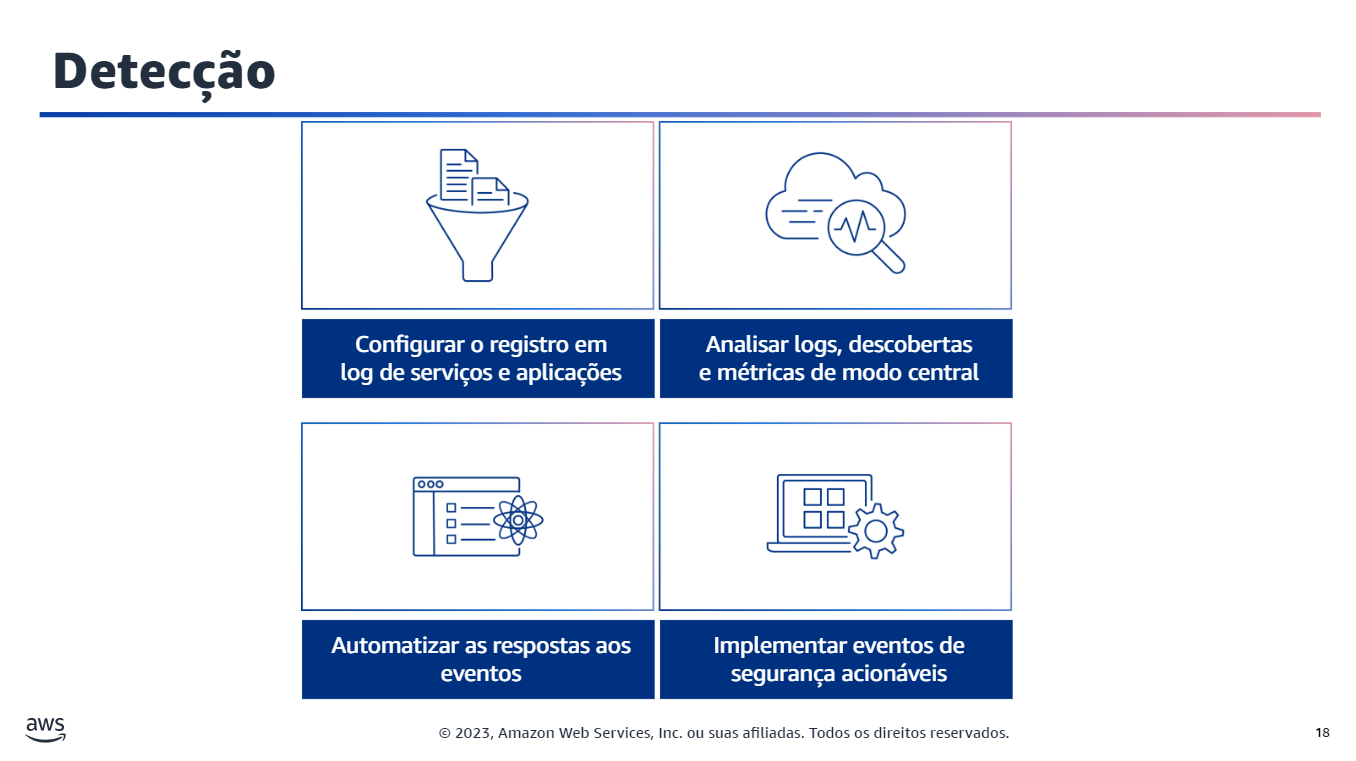 Detecção
Configurar o registro em
log de serviços e aplicações
Analisar logs, descobertas
e métricas de modo central
Automatizar as respostas aos
eventos
Implementar eventos de
segurança acionáveis
aws
© 2023, Amazon Web Services, Inc. ou suas afiliadas. Todos os direitos reservados.
18